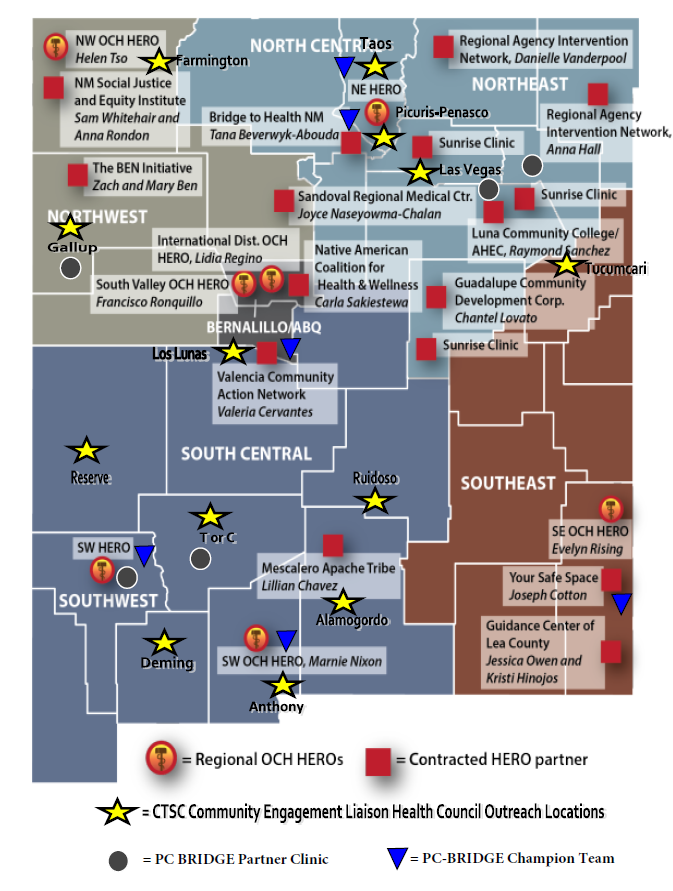 NW OCH HERO
Helen Tso
Farmington
NM Social Justice
and Equity Institute
Sam Whitehair and
Anna Rondon
NORTH CENTRAL
Taos
NE HERO
Picuris-Penasco
Bridge to Health NM
Tana Beverwyk-Abouda
Regional Agency Intervention
Network, Danielle Vanderpool
NORTHEAST
Regional Agency
Intervention Network,
Anna Hall
Sunrise Clinic
Las Vegas
Sunrise Clinic
The BEN Initiative
Zach and Mary Ben
NORTHWEST
Gallup
Sandoval Regional Medical Ctr.
Joyce Naseyowma-Chalan
Luna Community College/
AHEC, Raymond Sanchez
Tucumcari
International Dist. OCH
HERO, Lidia Regino
South Valley OCH HERO
Francisco Ronquillo
Native American
Coalition for
Health & Wellness
Carla Sakiestewa
Guadalupe Community
Development Corp.
Chantel Lovato
BERNALILLO/ABQ
Sunrise Clinic
Los Lunas
Valencia Community
Action Network
Valeria Cervantes
Reserve
SOUTH CENTRAL
Ruidoso
SOUTHEAST
T or C
SE OCH HERO
Evelyn Rising
SW HERO
SOUTHWEST
Mescalero Apache Tribe
Lillian Chavez
Alamogordo
Your Safe Space
Joseph Cotton
Guidance Center of
Lea County
Jessica Owen and
Kristi Hinojos
Deming
SW OCH HERO, Marnie Nixon
Anthony
= Regional OCH HEROs
= Contracted HERO partner
= CTSC Community Engagement Liaison Health Council Outreach Locations
= PC BRIDGE Partner Clinic
= PC-BRIDGE Champion Team